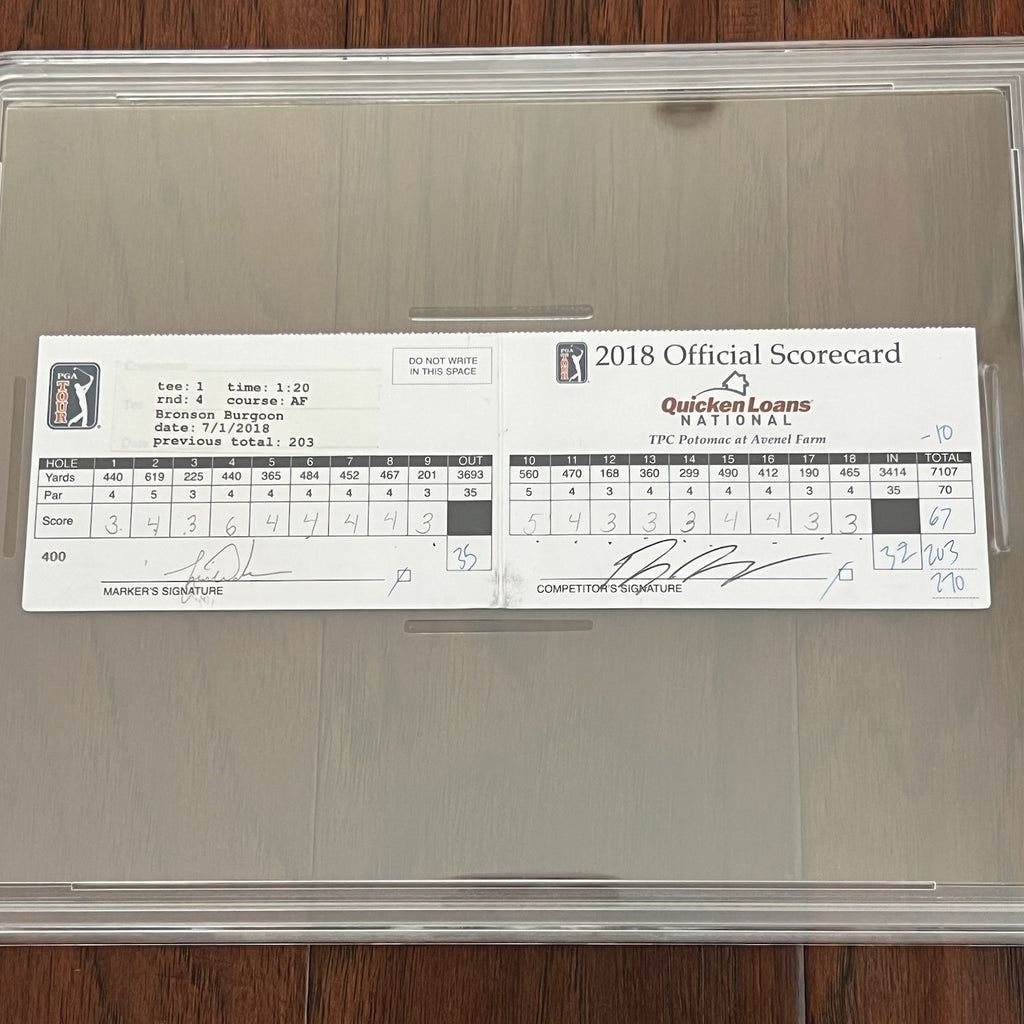 PGA TOUR
tee: 1 time: 1:20
rnd: 4 course: AF
Bronson Burgoon
date: 7/1/2018
previous total: 203
DO NOT WRITE
IN THIS SPACE
HOLE 1 2 3 4 5 6 7 8 9 OUT
Yards 440 619 225 440 365 484 452 467 201 3693
Par 4 5 3 4 4 4 4 4 3 35
Score 3 4 3 6 4 4 4 4 3
400
35
MARKER'S SIGNATURE
PGA TOUR
2018 Official Scorecard
Quicken Loans
NATIONAL
TPC Potomac at Avenel Farm
-10
10 11 12 13 14 15 16 17 18 IN TOTAL
560 470 168 360 299 490 412 190 465 3414 7107
5 4 3 4 4 4 4 3 4 35 70
5 4 3 3 3 4 4 3 3 67
32 203
270
COMPETITOR'S SIGNATURE